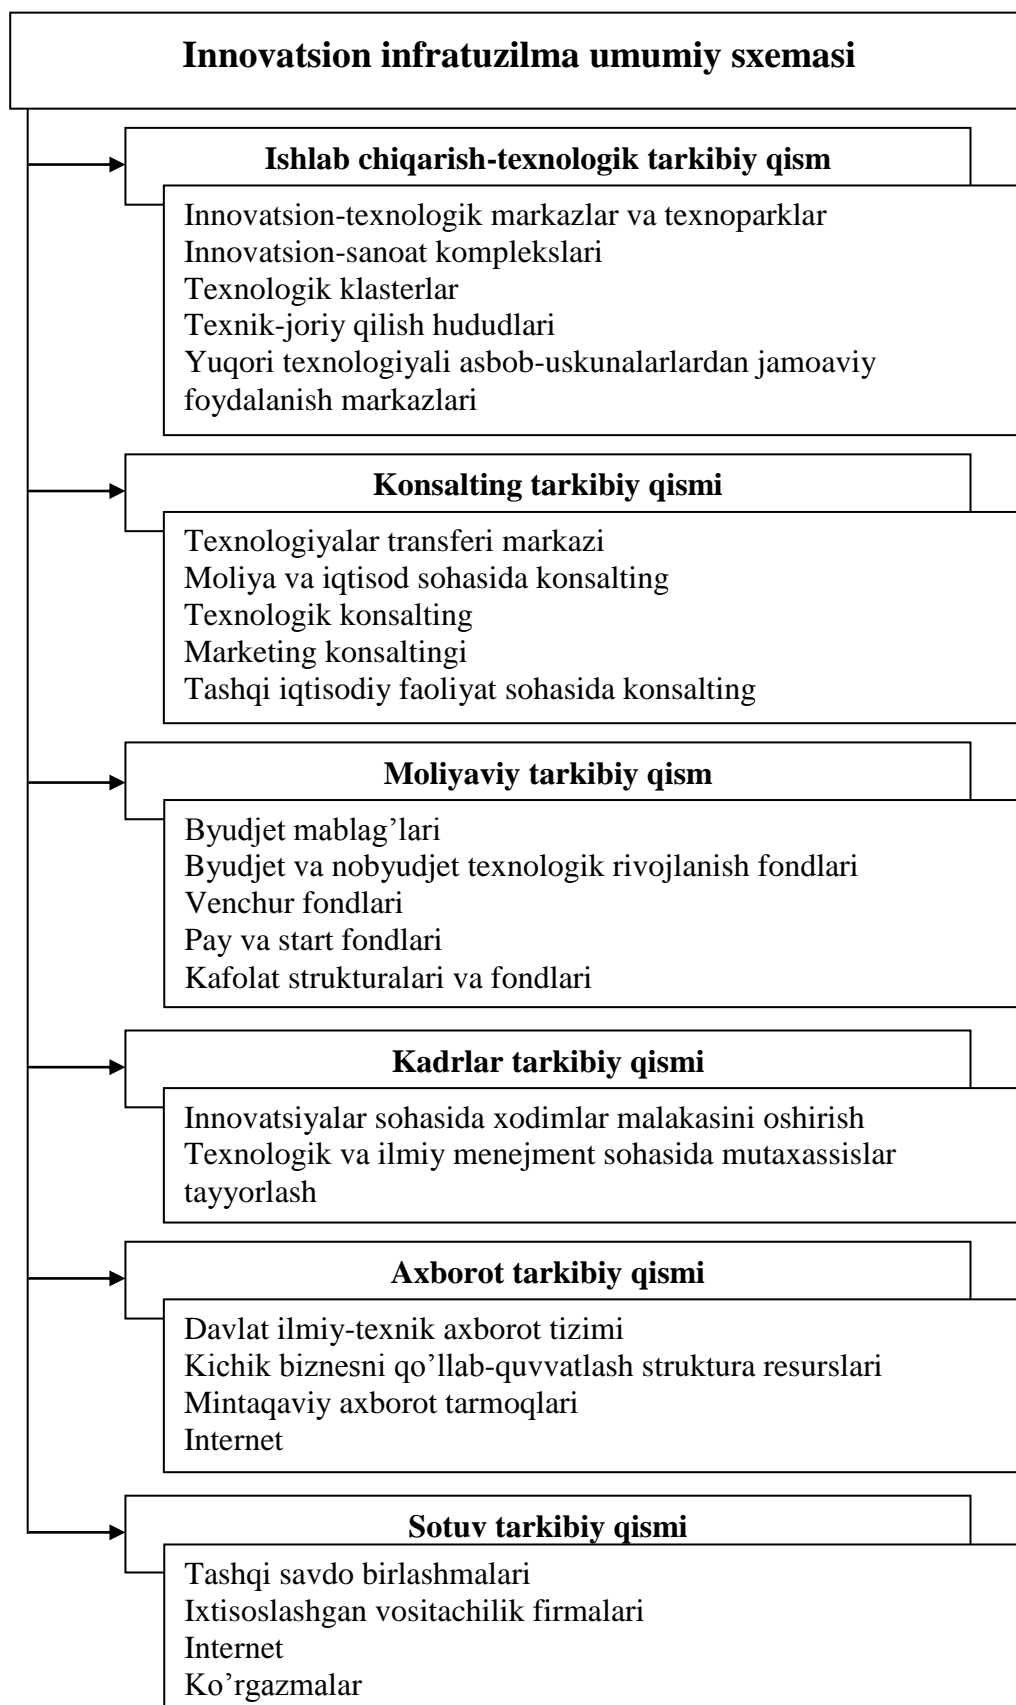 Innovatsion infratuzilma umumiy sxemasi
Ishlab chiqarish-texnologik tarkibiy qism
Innovatsion-texnologik markazlar va texnoparklar
Innovatsion-sanoat komplekslari
Texnologik klasterlar
Texnik-joriy qilish hududlari
Yuqori texnologiyali asbob-uskunalarlardan jamoaviy
foydalanish markazlari
Konsalting tarkibiy qismi
Texnologiyalar transferi markazi
Moliya va iqtisod sohasida konsalting
Texnologik konsalting
Marketing konsaltingi
Tashqi iqtisodiy faoliyat sohasida konsalting
Moliyaviy tarkibiy qism
Byudjet mablag’lari
Byudjet va nobyudjet texnologik rivojlanish fondlari
Venchur fondlari
Pay va start fondlari
Kafolat strukturalari va fondlari
Kadrlar tarkibiy qismi
Innovatsiyalar sohasida xodimlar malakasini oshirish
Texnologik va ilmiy menejment sohasida mutaxassislar
tayyorlash
Axborot tarkibiy qismi
Davlat ilmiy-texnik axborot tizimi
Kichik biznesni qo’llab-quvvatlash struktura resurslari
Mintaqaviy axborot tarmoqlari
Internet
Sotuv tarkibiy qismi
Tashqi savdo birlashmalari
Ixtisoslashgan vositachilik firmalari
Internet
Ko’rgazmalar